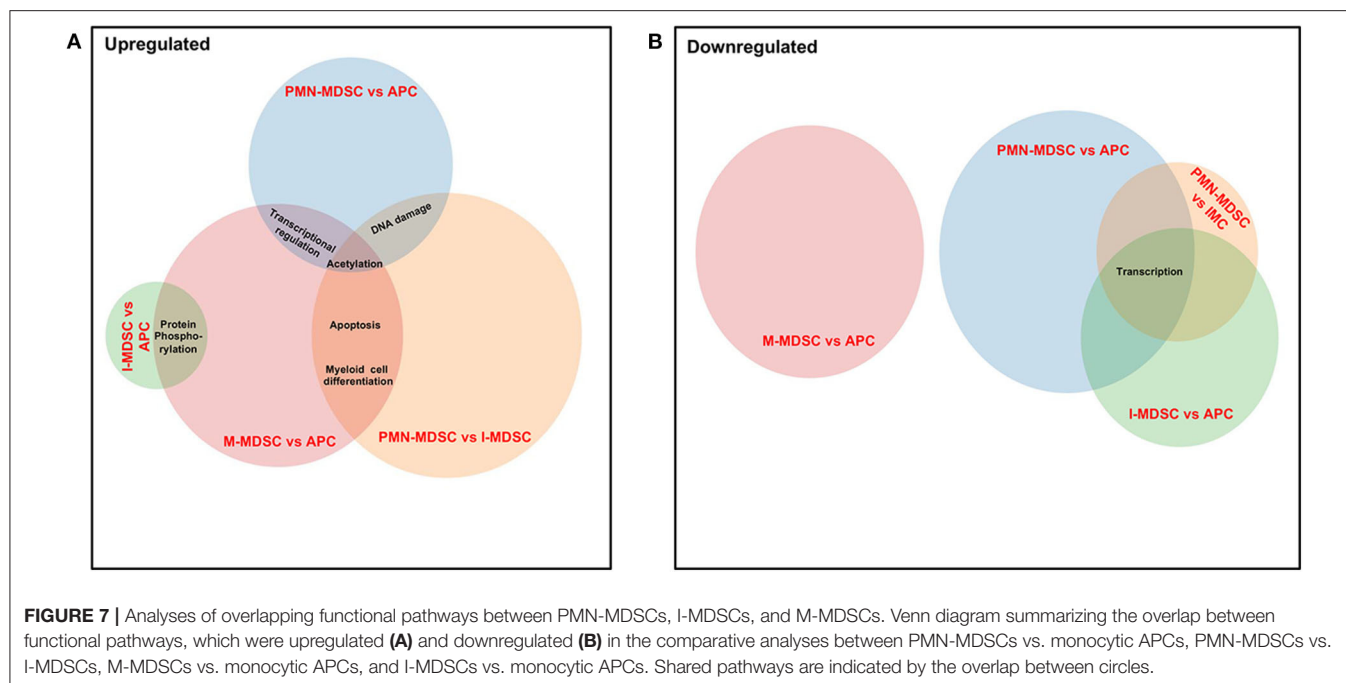 A
Upregulated
PMN-MDSC vs APC
Transcriptional
regulation
DNA damage
Acetylation
I-MDSC vs
APC
Protein
Phospho-
rylation
Apoptosis
Myeloid cell
differentiation
M-MDSC vs APC
PMN-MDSC vs I-MDSC
B
Downregulated
PMN-MDSC vs APC
PMN-MDSC
vs IMC
Transcription
M-MDSC vs APC
I-MDSC vs APC
FIGURE 7 | Analyses of overlapping functional pathways between PMN-MDSCs, I-MDSCs, and M-MDSCs. Venn diagram summarizing the overlap between
functional pathways, which were upregulated (A) and downregulated (B) in the comparative analyses between PMN-MDSCs vs. monocytic APCs, PMN-MDSCs vs.
I-MDSCs, M-MDSCs vs. monocytic APCs, and I-MDSCs vs. monocytic APCs. Shared pathways are indicated by the overlap between circles.